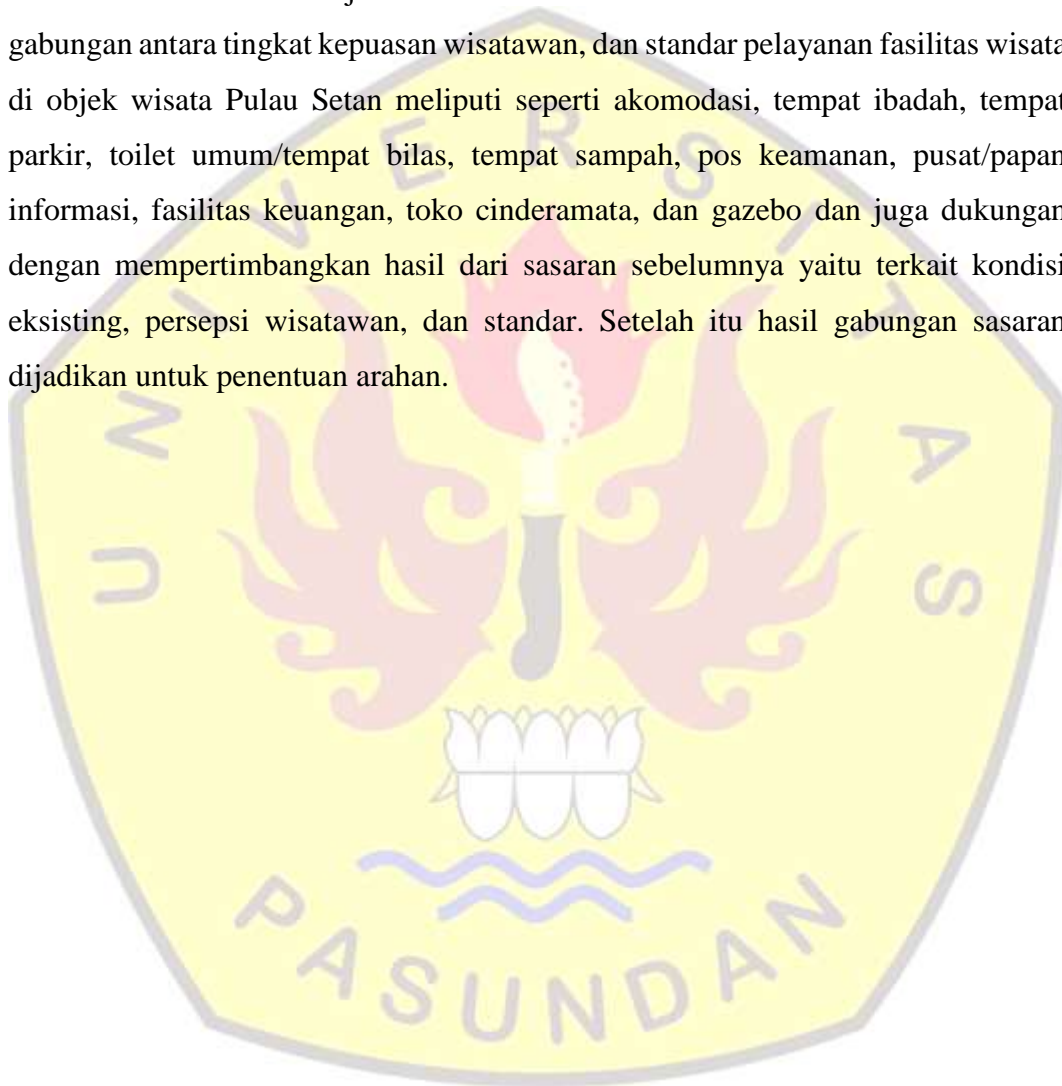 gabungan antara tingkat kepuasan wisatawan, dan standar pelayanan fasilitas wisata
di objek wisata Pulau Setan meliputi seperti akomodasi, tempat ibadah, tempat
parkir, toilet umum/tempat bilas, tempat sampah, pos keamanan, pusat/papan
informasi, fasilitas keuangan, toko cinderamata, dan gazebo dan juga dukungan
dengan mempertimbangkan hasil dari sasaran sebelumnya yaitu terkait kondisi
eksisting, persepsi wisatawan, dan standar. Setelah itu hasil gabungan sasaran
dijadikan untuk penentuan arahan.
UNIVERSITAS
PASUNDAN